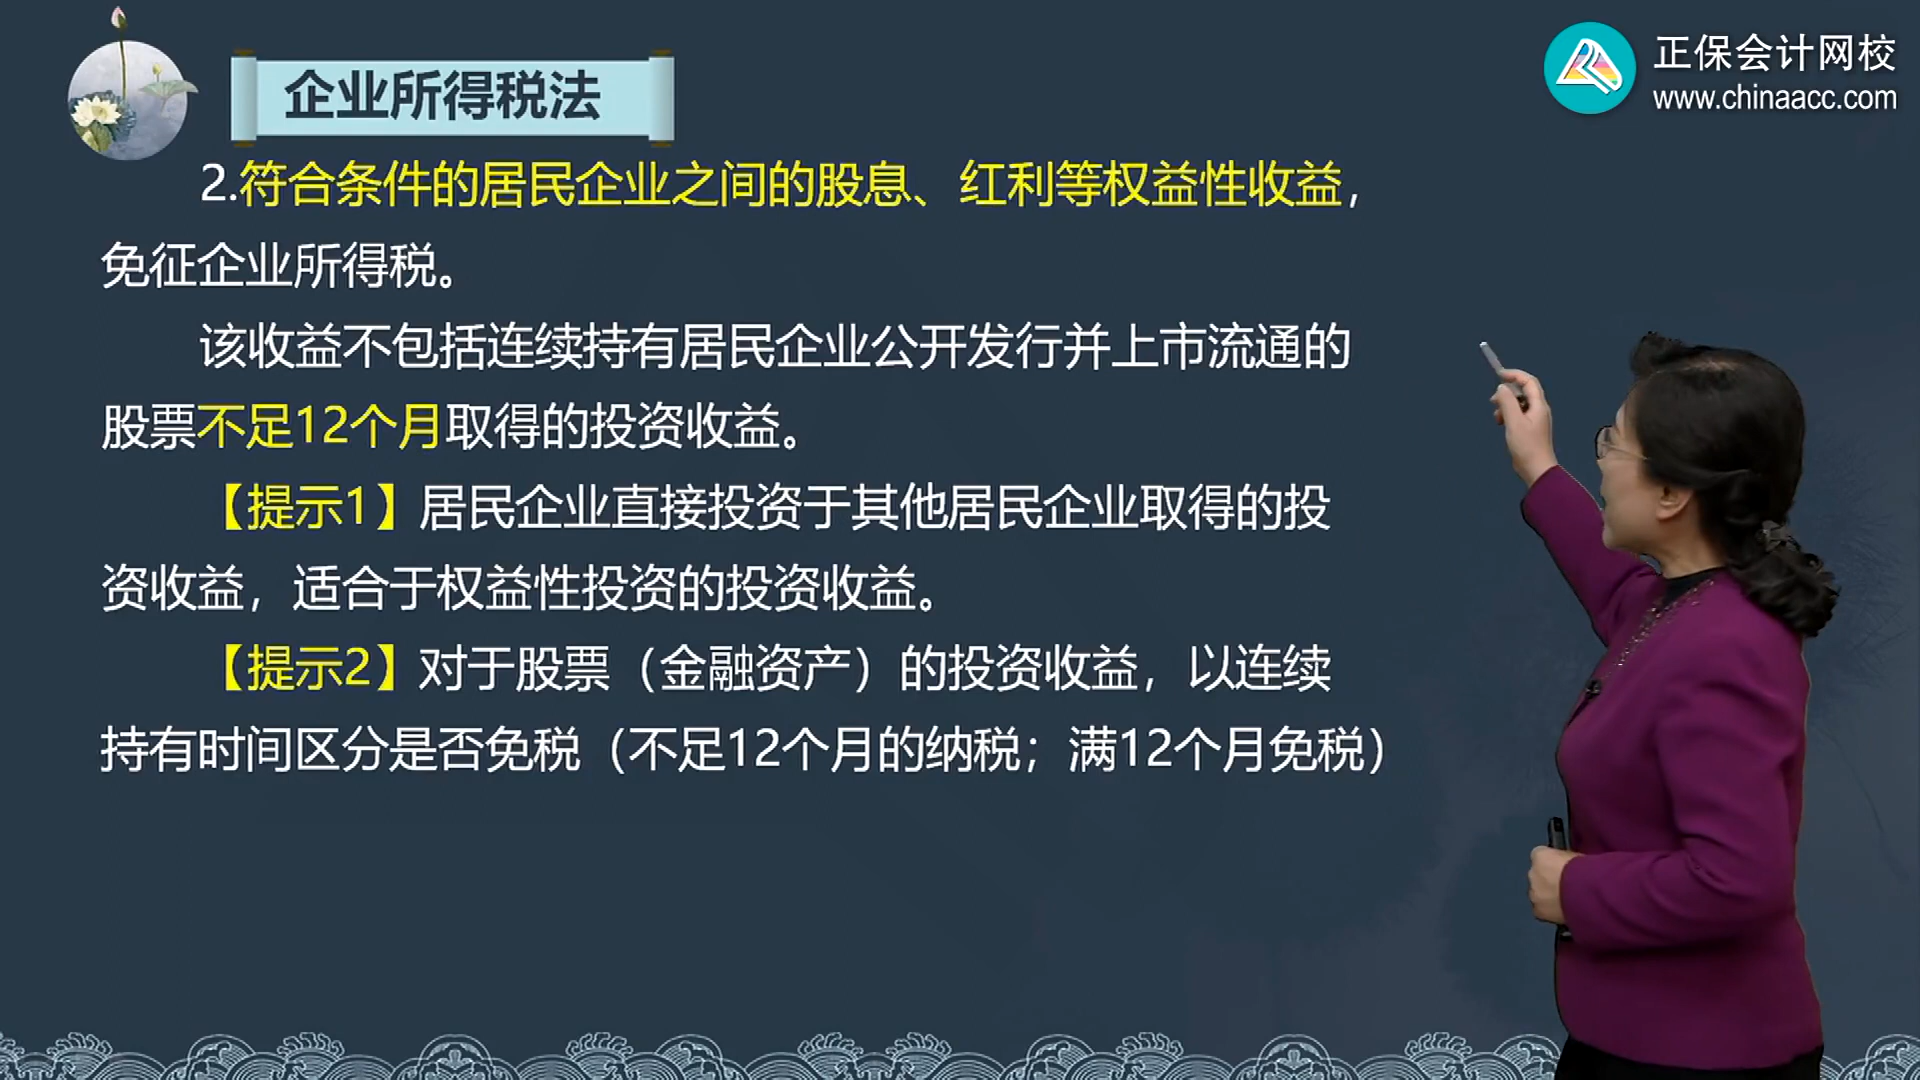 企业所得税法
正保会计网校
www.chinaacc.com
2.符合条件的居民企业之间的股息、红利等权益性收益，
免征企业所得税。
该收益不包括连续持有居民企业公开发行并上市流通的
股票不足12个月取得的投资收益。
【提示1】居民企业直接投资于其他居民企业取得的投
资收益，适合于权益性投资的投资收益。
【提示2】对于股票（金融资产）的投资收益，以连续
持有时间区分是否免税（不足12个月的纳税；满12个月免税）